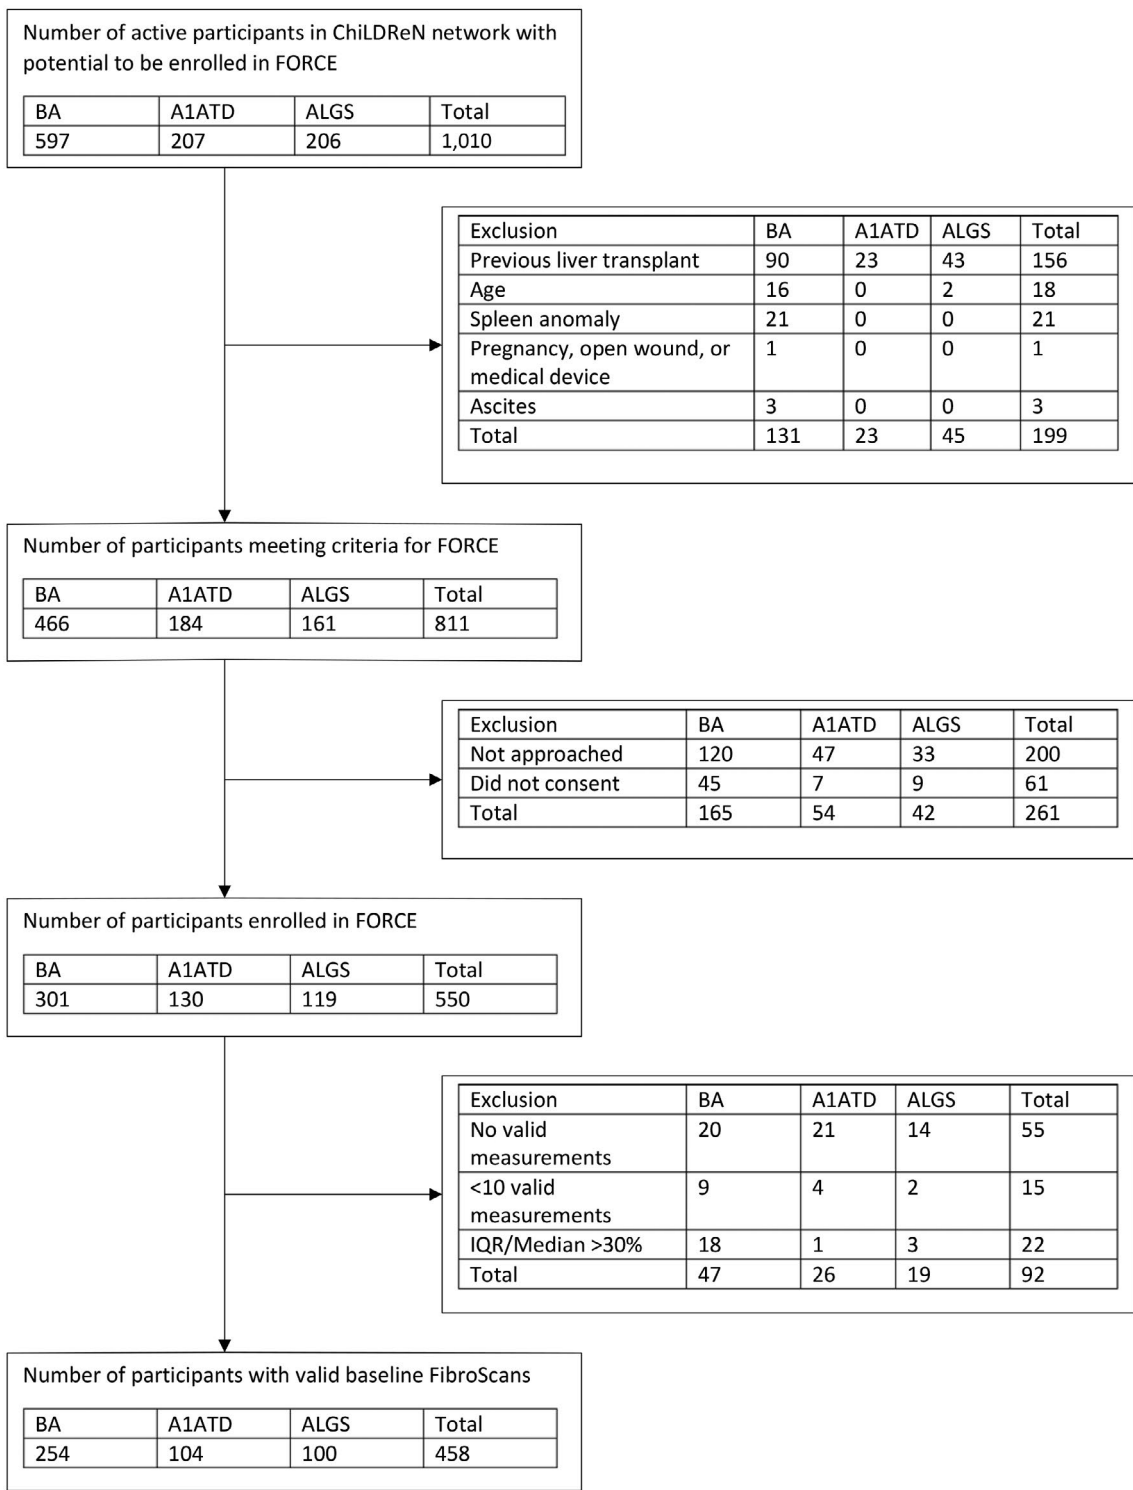 Number of active participants in ChiLDReN network with
potential to be enrolled in FORCE
BA A1ATD ALGS Total
597 207 206 1,010
Exclusion BA A1ATD ALGS Total
Previous liver transplant 90 23 43 156
Age 16 0 2 18
Spleen anomaly 21 0 0 21
Pregnancy, open wound, or 1 0 0 1
medical device
Ascites 3 0 0 3
Total 131 23 45 199
Number of participants meeting criteria for FORCE
BA A1ATD ALGS Total
466 184 161 811
Exclusion BA A1ATD ALGS Total
Not approached 120 47 33 200
Did not consent 45 7 9 61
Total 165 54 42 261
Number of participants enrolled in FORCE
BA A1ATD ALGS Total
301 130 119 550
Exclusion BA A1ATD ALGS Total
No valid 20 21 14 55
measurements
<10 valid 9 4 2 15
measurements
IQR/Median >30% 18 1 3 22
Total 47 26 19 92
Number of participants with valid baseline FibroScans
BA A1ATD ALGS Total
254 104 100 458